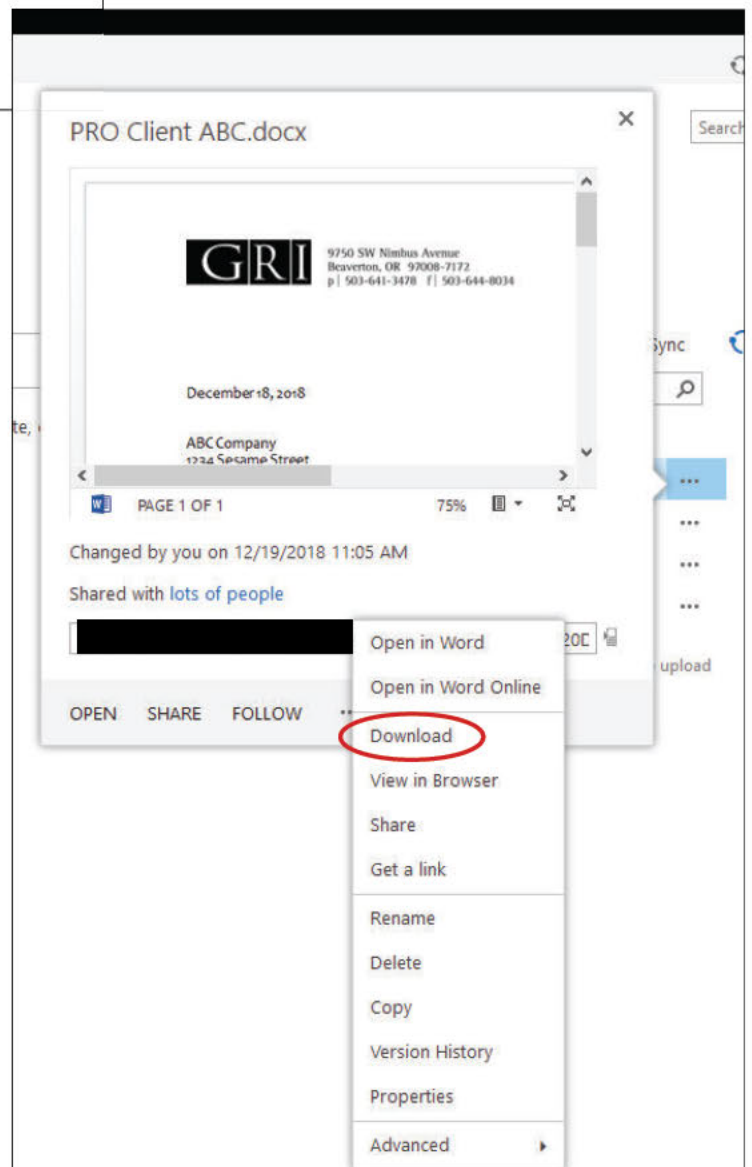 PRO Client ABC.docx
Search
GRI
9750 SW Nimbus Avenue
Beaverton, OR 97008-7172
p| 503-641-3478 f| 503-644-8034
December 18, 2018
ABC Company
1234 Sesame Street
PAGE 1 OF 1 75%
Changed by you on 12/19/2018 11:05 AM
Shared with lots of people
20D
OPEN SHARE FOLLOW ...
Sync
te,
upload
Open in Word
Open in Word Online
Download
View in Browser
Share
Get a link
Rename
Delete
Copy
Version History
Properties
Advanced